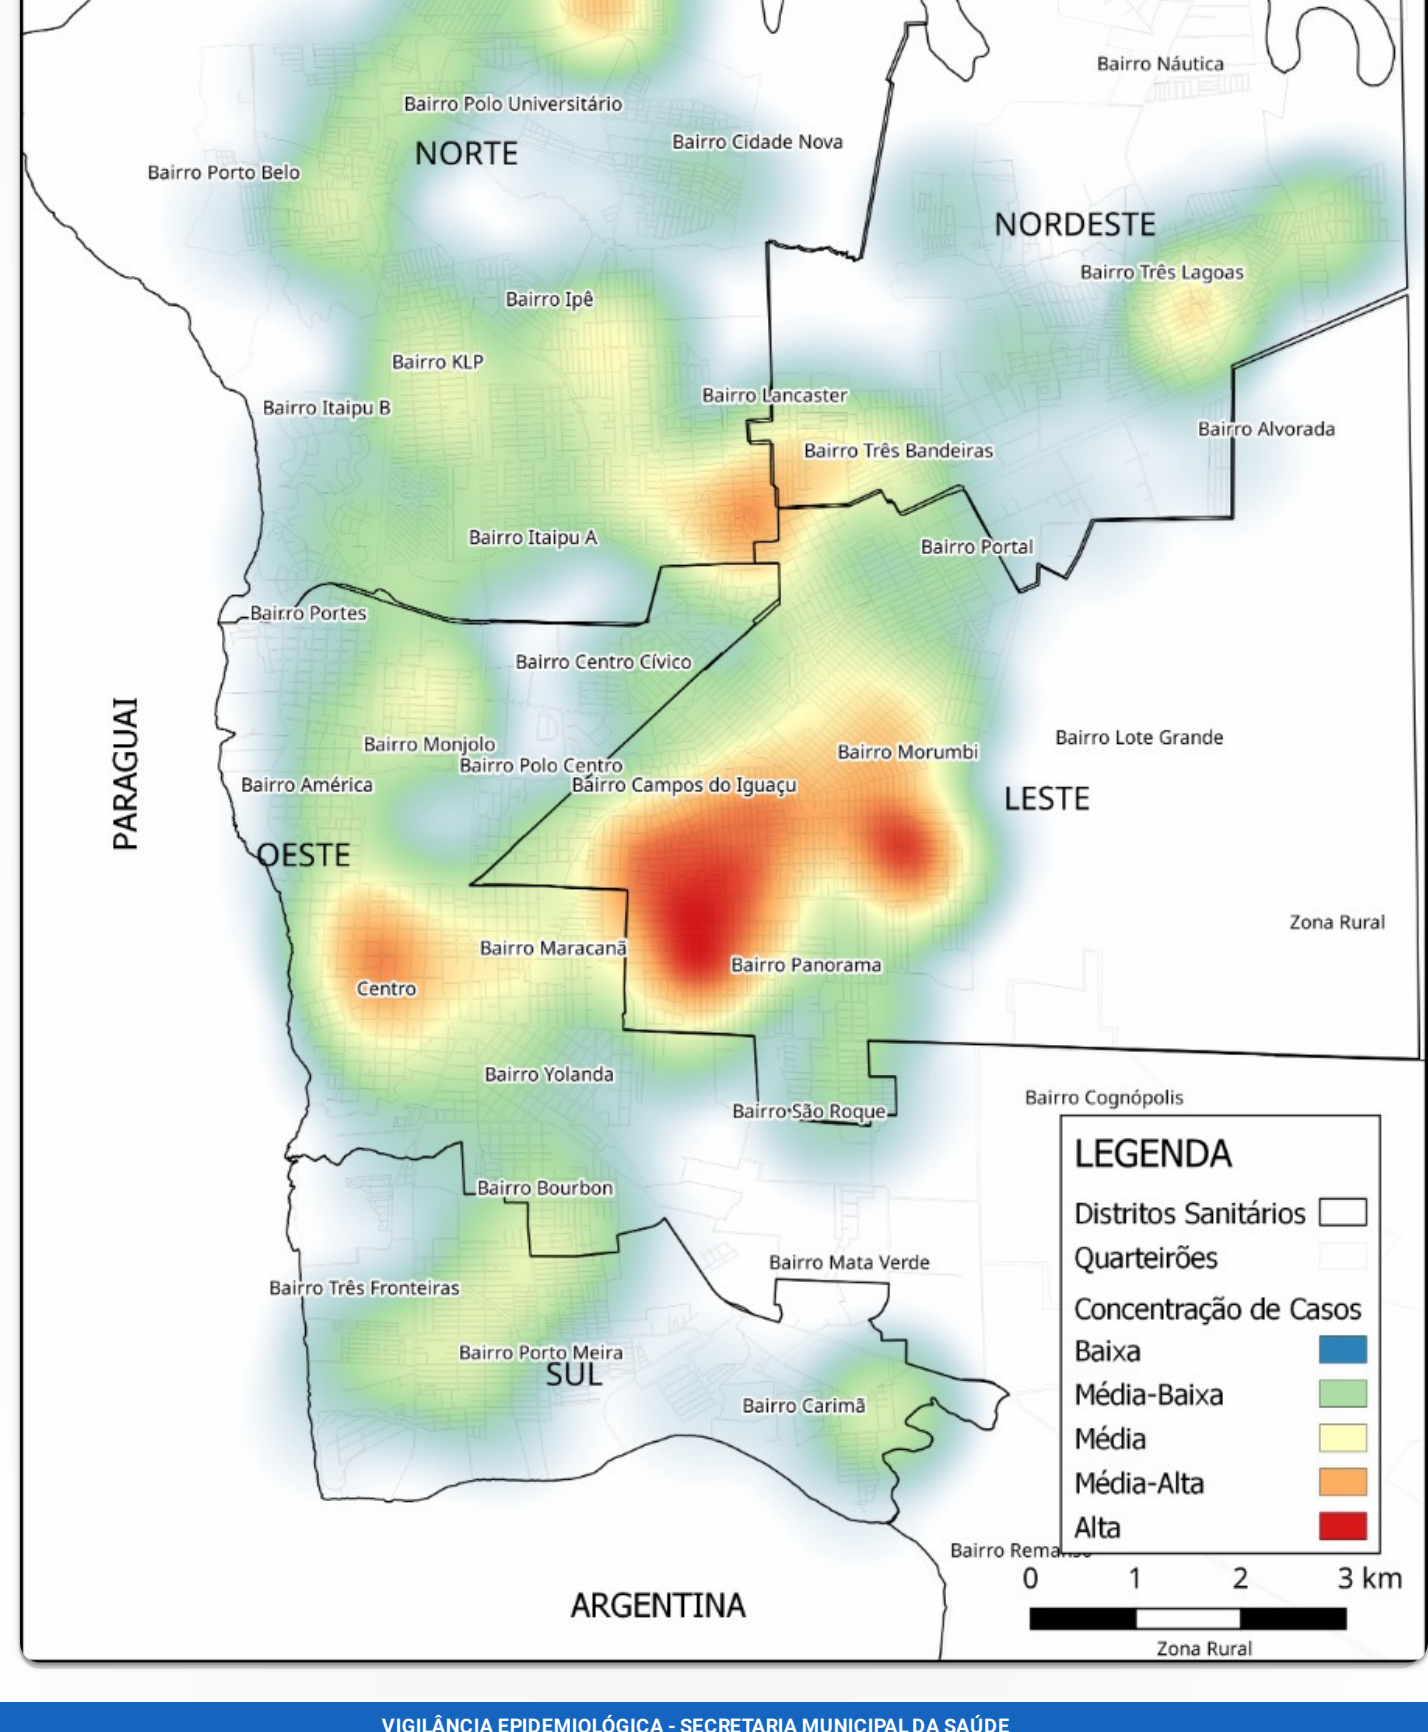 Bairro Náutica
Bairro Polo Universitário
Bairro Cidade Nova
NORTE
Bairro Porto Belo
NORDESTE
Bairro Três Lagoas
Bairro Ipê
Bairro KLP
Bairro Lancaster
Bairro Itaipu B
Bairro Alvorada
Bairro Três Bandeiras
Bairro Itaipu A
Bairro Portal
Bairro Portes
Bairro Centro Cívico
PARAGUAI
Bairro Lote Grande
Bairro Monjolo
Bairro Morumbi
Bairro Polo Centro
Bairro América
Bairro Campos do Iguaçu
LESTE
OESTE
Zona Rural
Bairro Maracanã
Bairro Panorama
Centro
Bairro Yolanda
Bairro Cognópolis
Bairro São Roque
LEGENDA
Bairro Bourbon
Distritos Sanitários
Quarteirões
Bairro Mata Verde
Bairro Três Fronteiras
Concentração de Casos
Baixa
Bairro Porto Meira
SUL
Média-Baixa
Bairro Carimã
Média
Média-Alta
Alta
Bairro Remanso
0 1 2 3 km
ARGENTINA
Zona Rural
VIGILÂNCIA EPIDEMIOLÓGICA - SECRETARIA MUNICIPAL DA SAÚDE